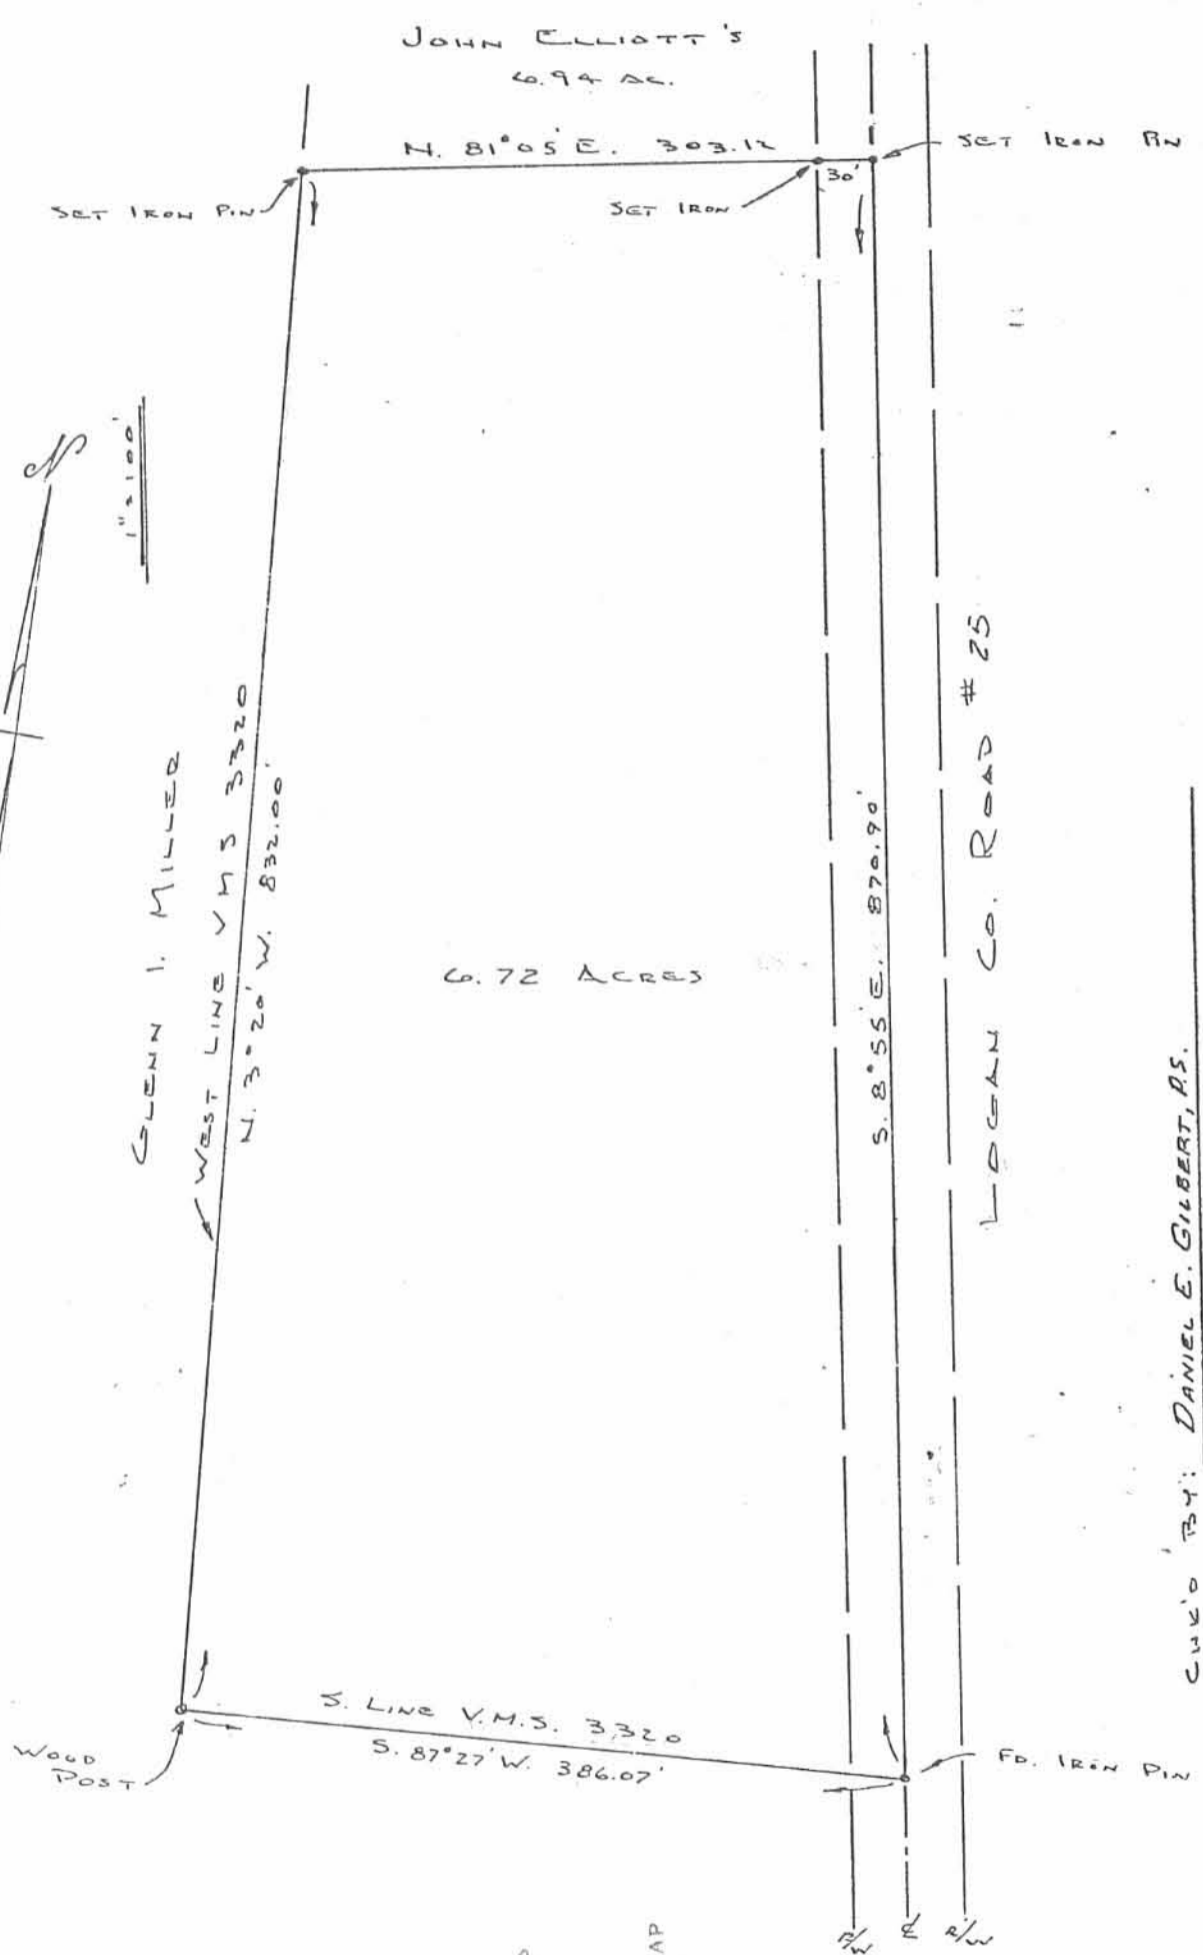 JOHN ELLIOTT'S
6.94 AC.
N. 81°05' E. 303.12
SET IRON PIN
SET IRON PIN
SET IRON
30'
N
1" = 100'
GLENN I. MILLER
WEST LINE VMS 3320
N. 3°20' W. 832.00'
6.72 ACRES
S. 8°55' E. 870.90'
LOGAN CO. ROAD # 25
CHK'D BY: DANIEL E. GILBERT, P.S.
S. LINE V.M.S. 3320
S. 87°27' W. 386.07'
WOOD
POST
FD. IRON PIN
R/W
℄
R/W
AP